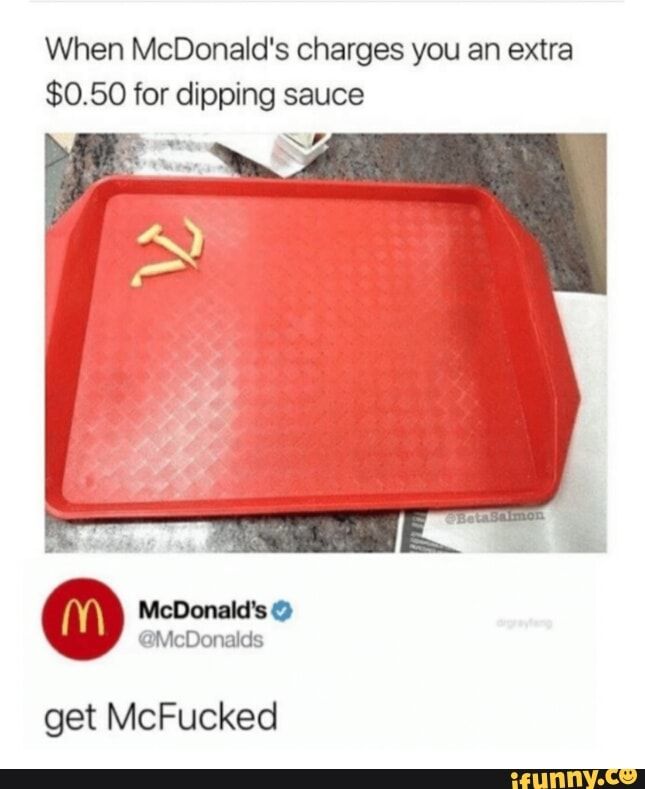 When McDonald's charges you an extra
$0.50 for dipping sauce
@BetaSalmon
McDonald's
@McDonalds
drgrayfang
get McFucked
ifunny.co